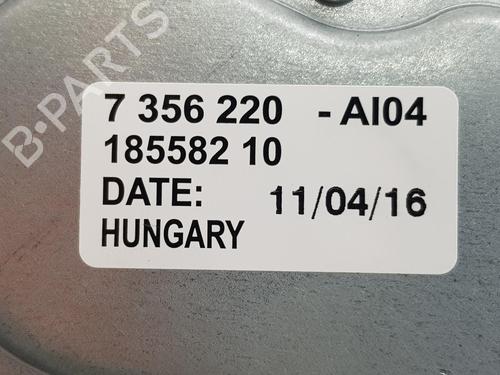 B-PARTS
7 356 220 - AI04
185582 10
DATE: 11/04/16
HUNGARY